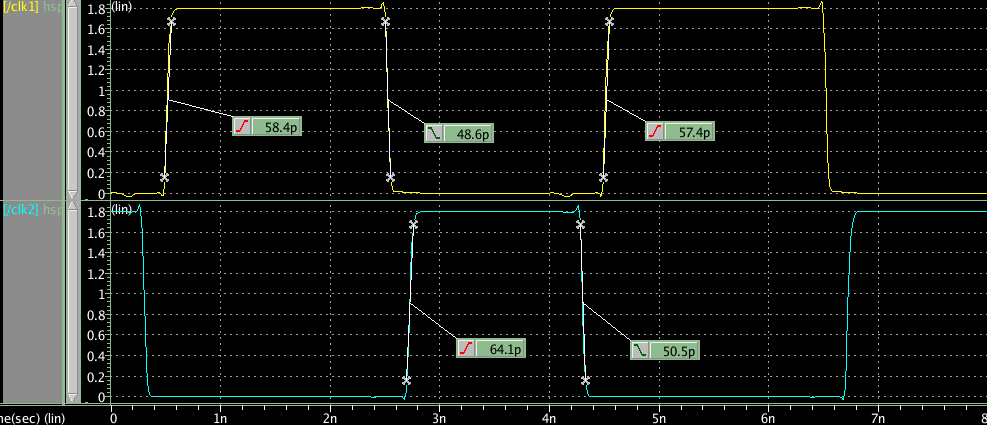 [/clk1] hsp
(lin)
1.8
1.6
1.4
1.2
1
0.8
0.6
0.4
0.2
0
58.4p
48.6p
57.4p
[/clk2] hsp
(lin)
1.8
1.6
1.4
1.2
1
0.8
0.6
0.4
0.2
0
64.1p
50.5p
me(sec) (lin) 0 1n 2n 3n 4n 5n 6n 7n 8